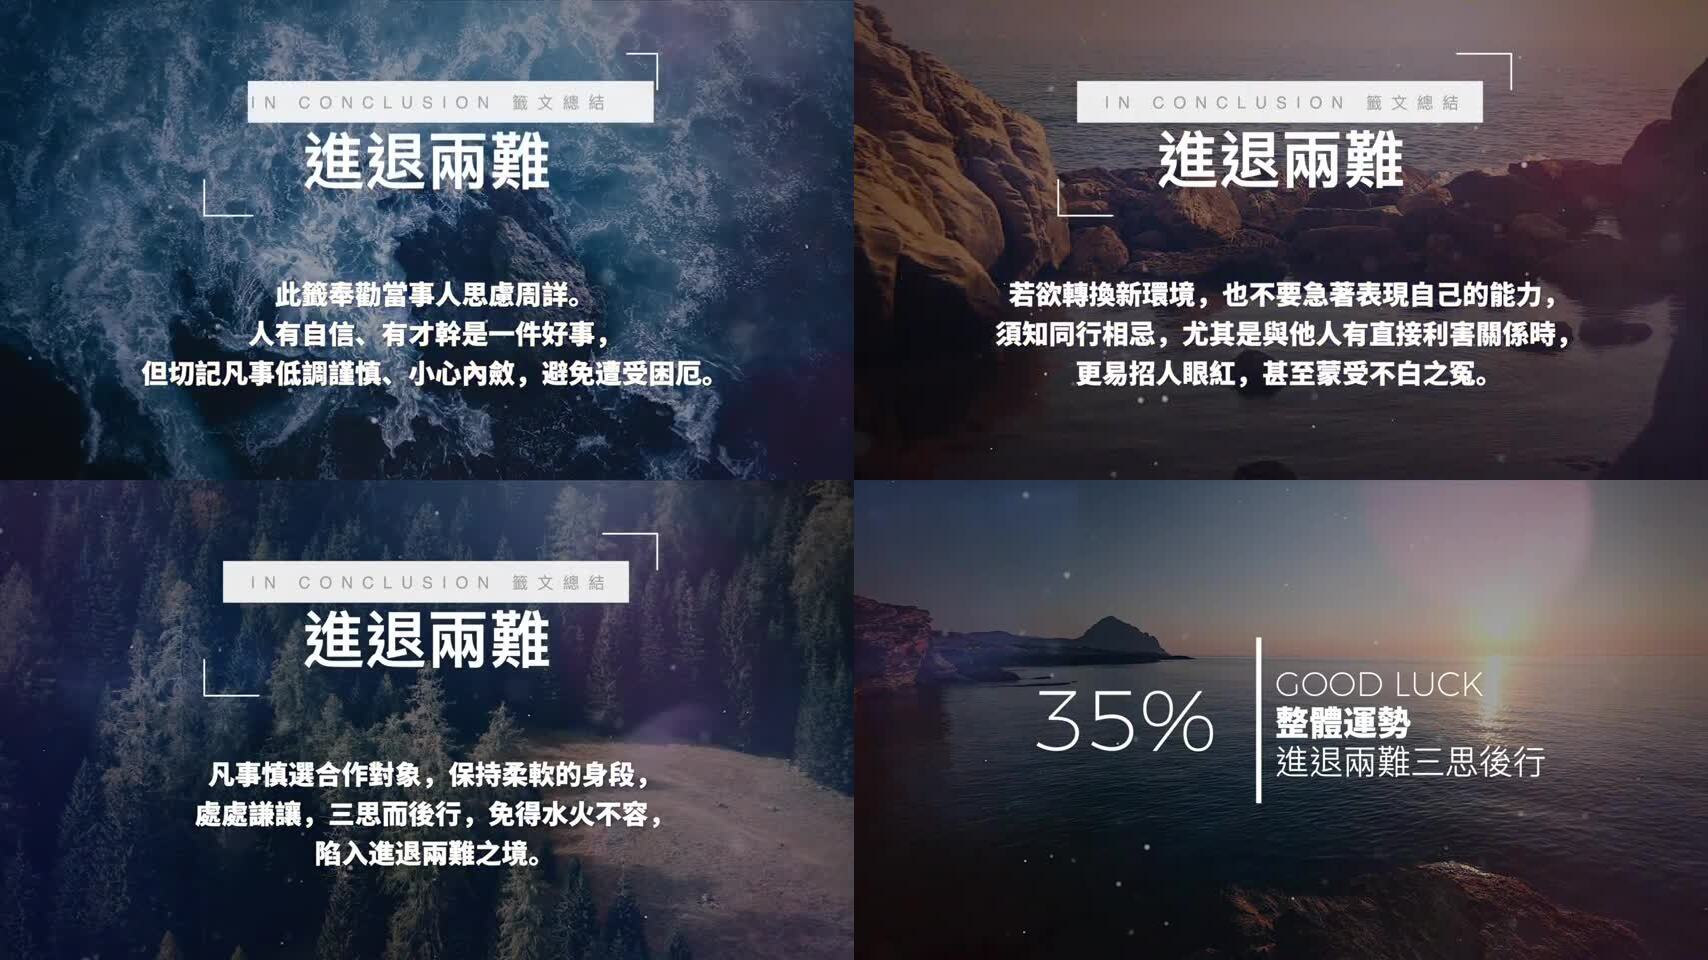 IN CONCLUSION 籤文總結
進退兩難
此籤奉勸當事人思慮周詳。
人有自信、有才幹是一件好事，
但切記凡事低調謹慎、小心內斂，避免遭受困厄。
IN CONCLUSION 籤文總結
進退兩難
若欲轉換新環境，也不要急著表現自己的能力，
須知同行相忌，尤其是與他人有直接利害關係時，
更易招人眼紅，甚至蒙受不白之冤。
IN CONCLUSION 籤文總結
進退兩難
凡事慎選合作對象，保持柔軟的身段，
處處謙讓，三思而後行，免得水火不容，
陷入進退兩難之境。
35%
GOOD LUCK
整體運勢
進退兩難三思後行